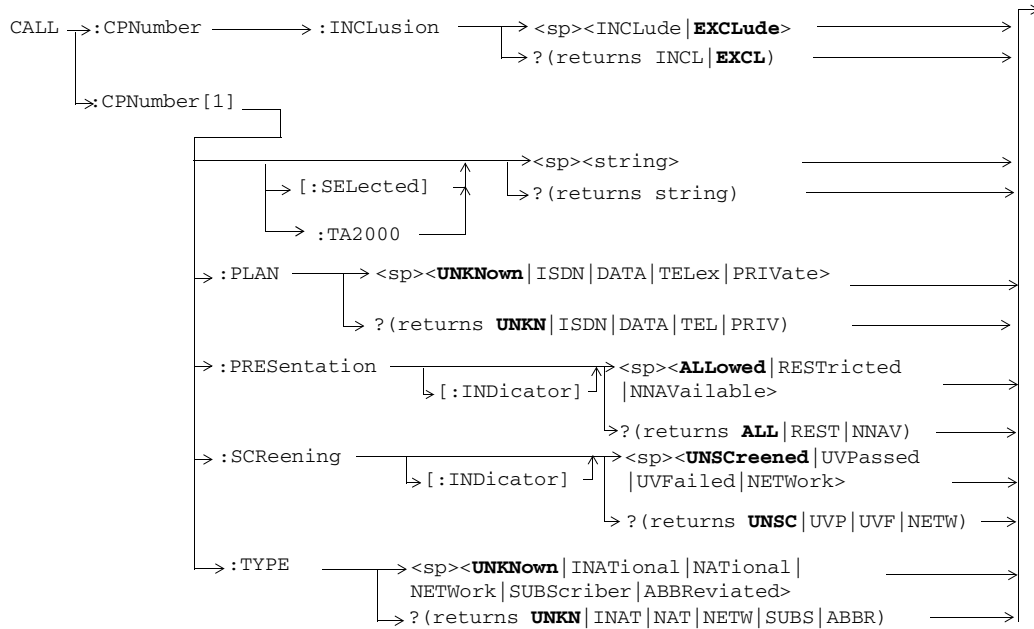 CALL :CPNumber :INCLusion <sp><INCLude|EXCLude>
?(returns INCL|EXCL)
:CPNumber[1]
<sp><string>
[:SELected] ?(returns string)
:TA2000
:PLAN <sp><UNKNown|ISDN|DATA|TELex|PRIVate>
?(returns UNKN|ISDN|DATA|TEL|PRIV)
:PRESentation <sp><ALLowed|RESTricted
[:INDicator] |NNAVailable>
?(returns ALL|REST|NNAV)
:SCReening <sp><UNSCreened|UVPassed
[:INDicator] |UVFailed|NETWork>
?(returns UNSC|UVP|UVF|NETW)
:TYPE <sp><UNKNown|INATional|NATional|
NETWork|SUBScriber|ABBReviated>
?(returns UNKN|INAT|NAT|NETW|SUBS|ABBR)